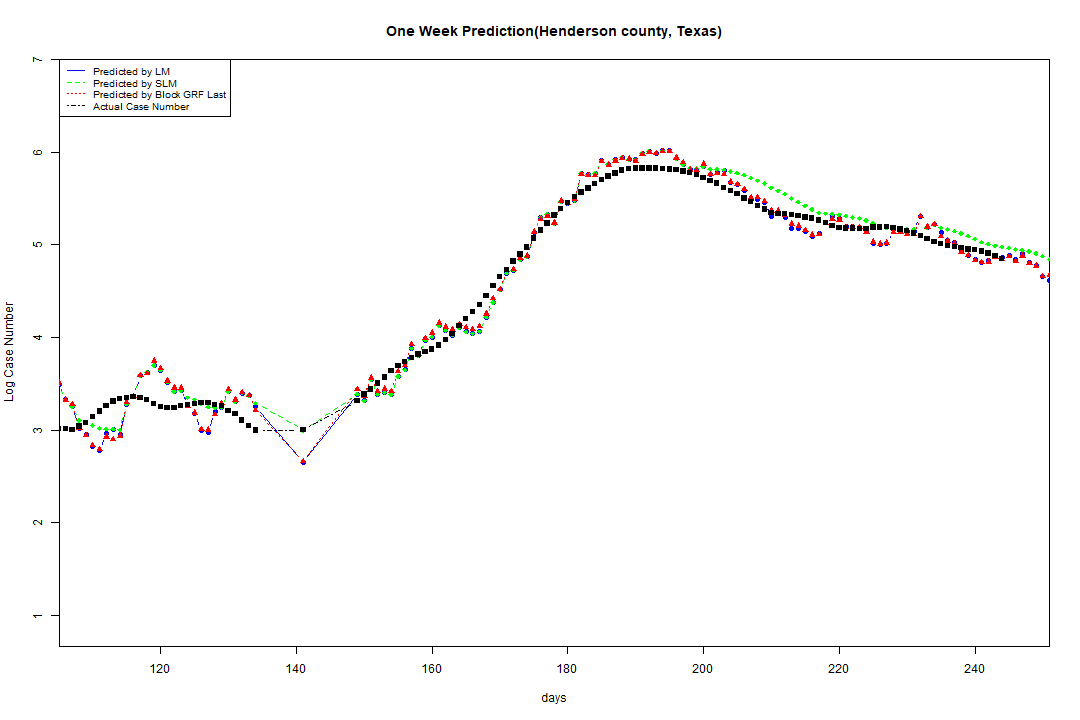 One Week Prediction(Henderson county, Texas)
Predicted by LM
Predicted by SLM
Predicted by Block GRF Last
Actual Case Number
7
6
5
4
3
2
1
Log Case Number
120 140 160 180 200 220 240
days